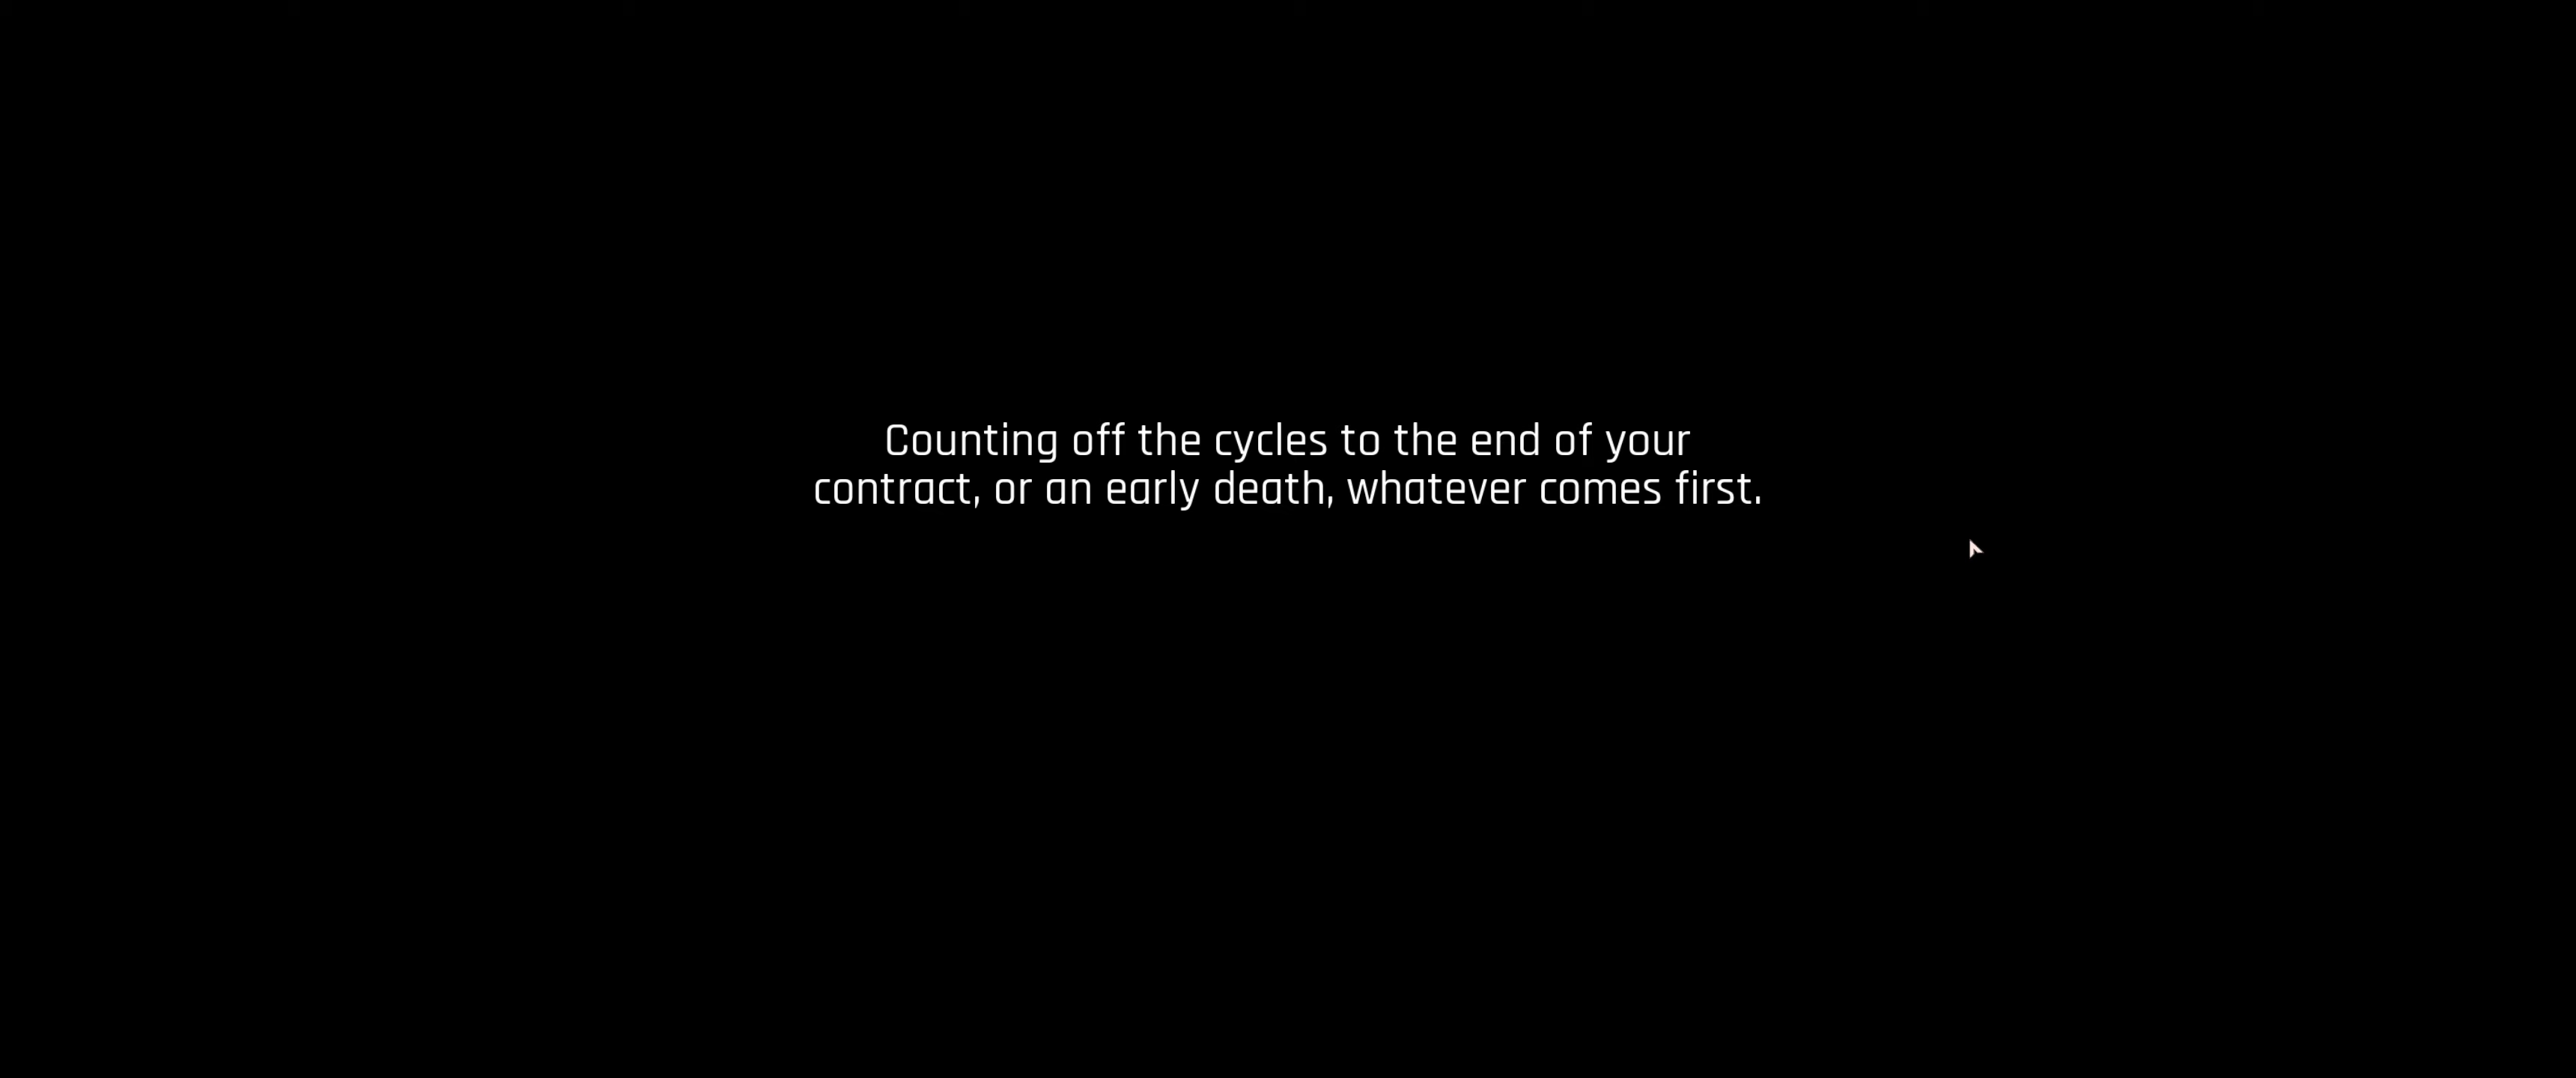 Counting off the cycles to the end of your
contract, or an early death, whatever comes first.